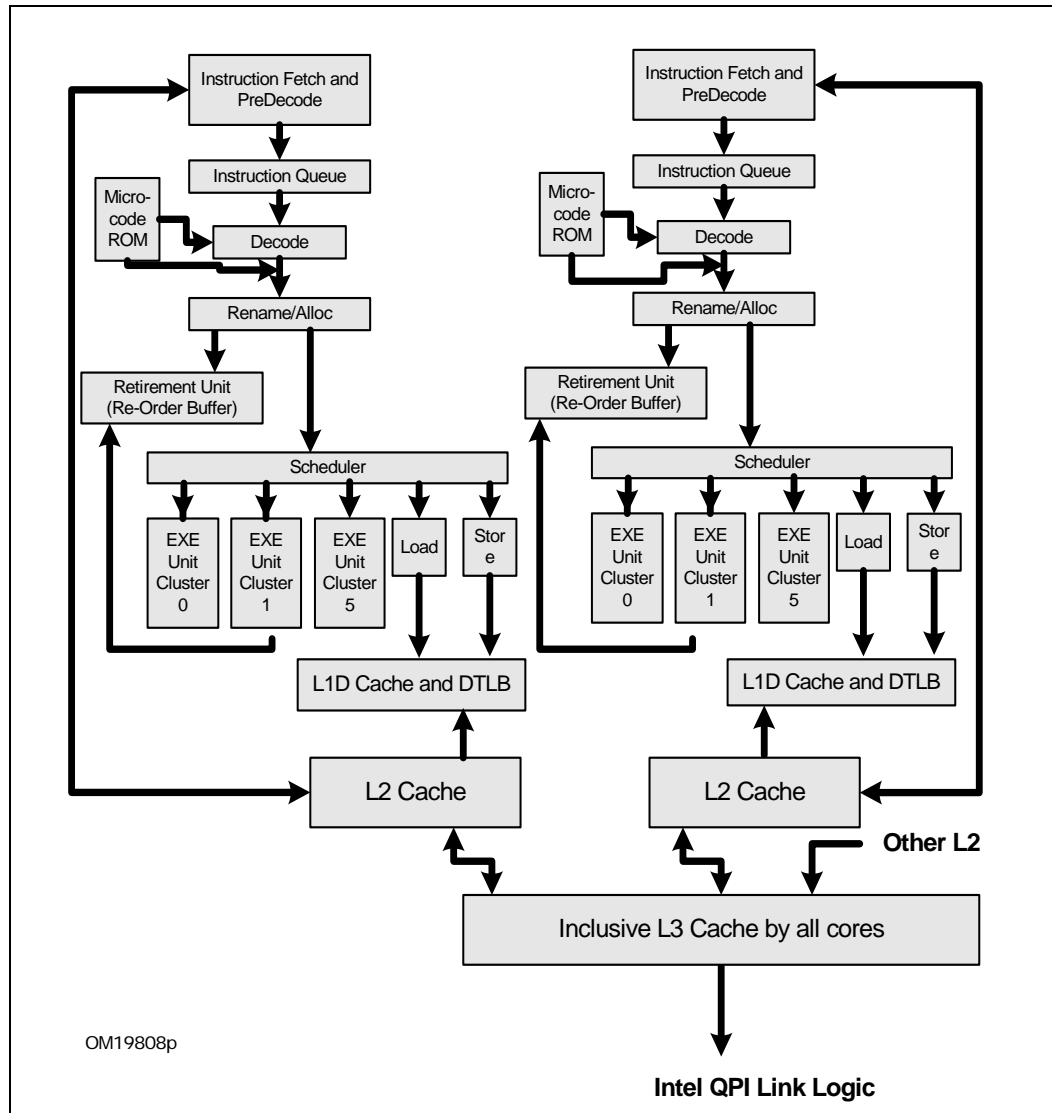 Instruction Fetch and
PreDecode
Instruction Queue
Micro-
code
ROM
Decode
Rename/Alloc
Retirement Unit
(Re-Order Buffer)
Scheduler
EXE
Unit
Cluster
0
EXE
Unit
Cluster
1
EXE
Unit
Cluster
5
Load
Stor
e
L1D Cache and DTLB
L2 Cache
Instruction Fetch and
PreDecode
Instruction Queue
Micro-
code
ROM
Decode
Rename/Alloc
Retirement Unit
(Re-Order Buffer)
Scheduler
EXE
Unit
Cluster
0
EXE
Unit
Cluster
1
EXE
Unit
Cluster
5
Load
Stor
e
L1D Cache and DTLB
L2 Cache
Other L2
Inclusive L3 Cache by all cores
OM19808p
Intel QPI Link Logic